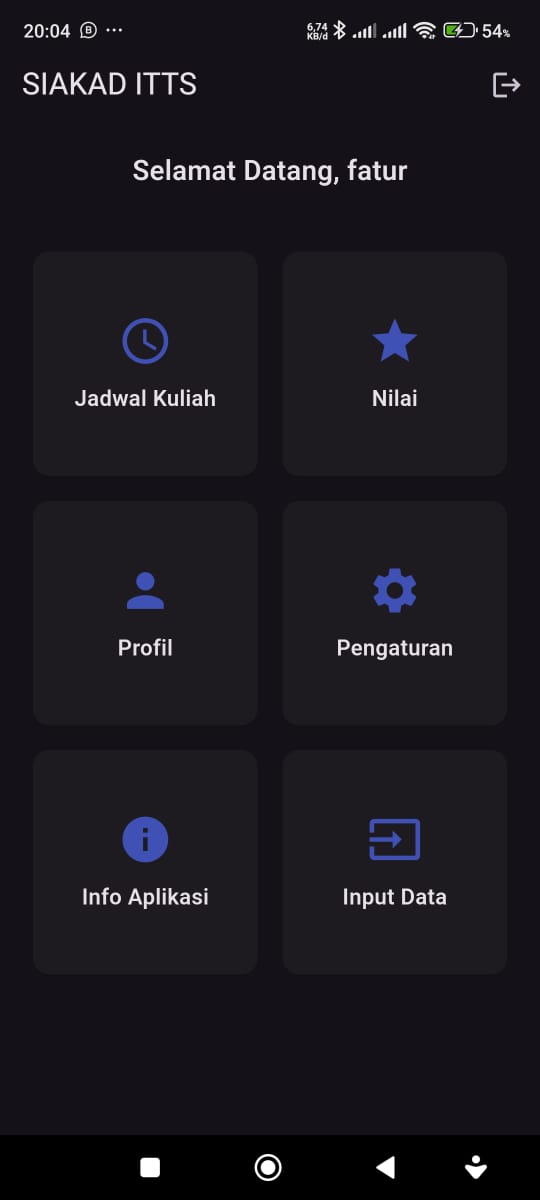 20:04 B ...
6,74 KB/d 54%
SIAKAD ITTS
Selamat Datang, fatur
Jadwal Kuliah
Nilai
Profil
Pengaturan
Info Aplikasi
Input Data